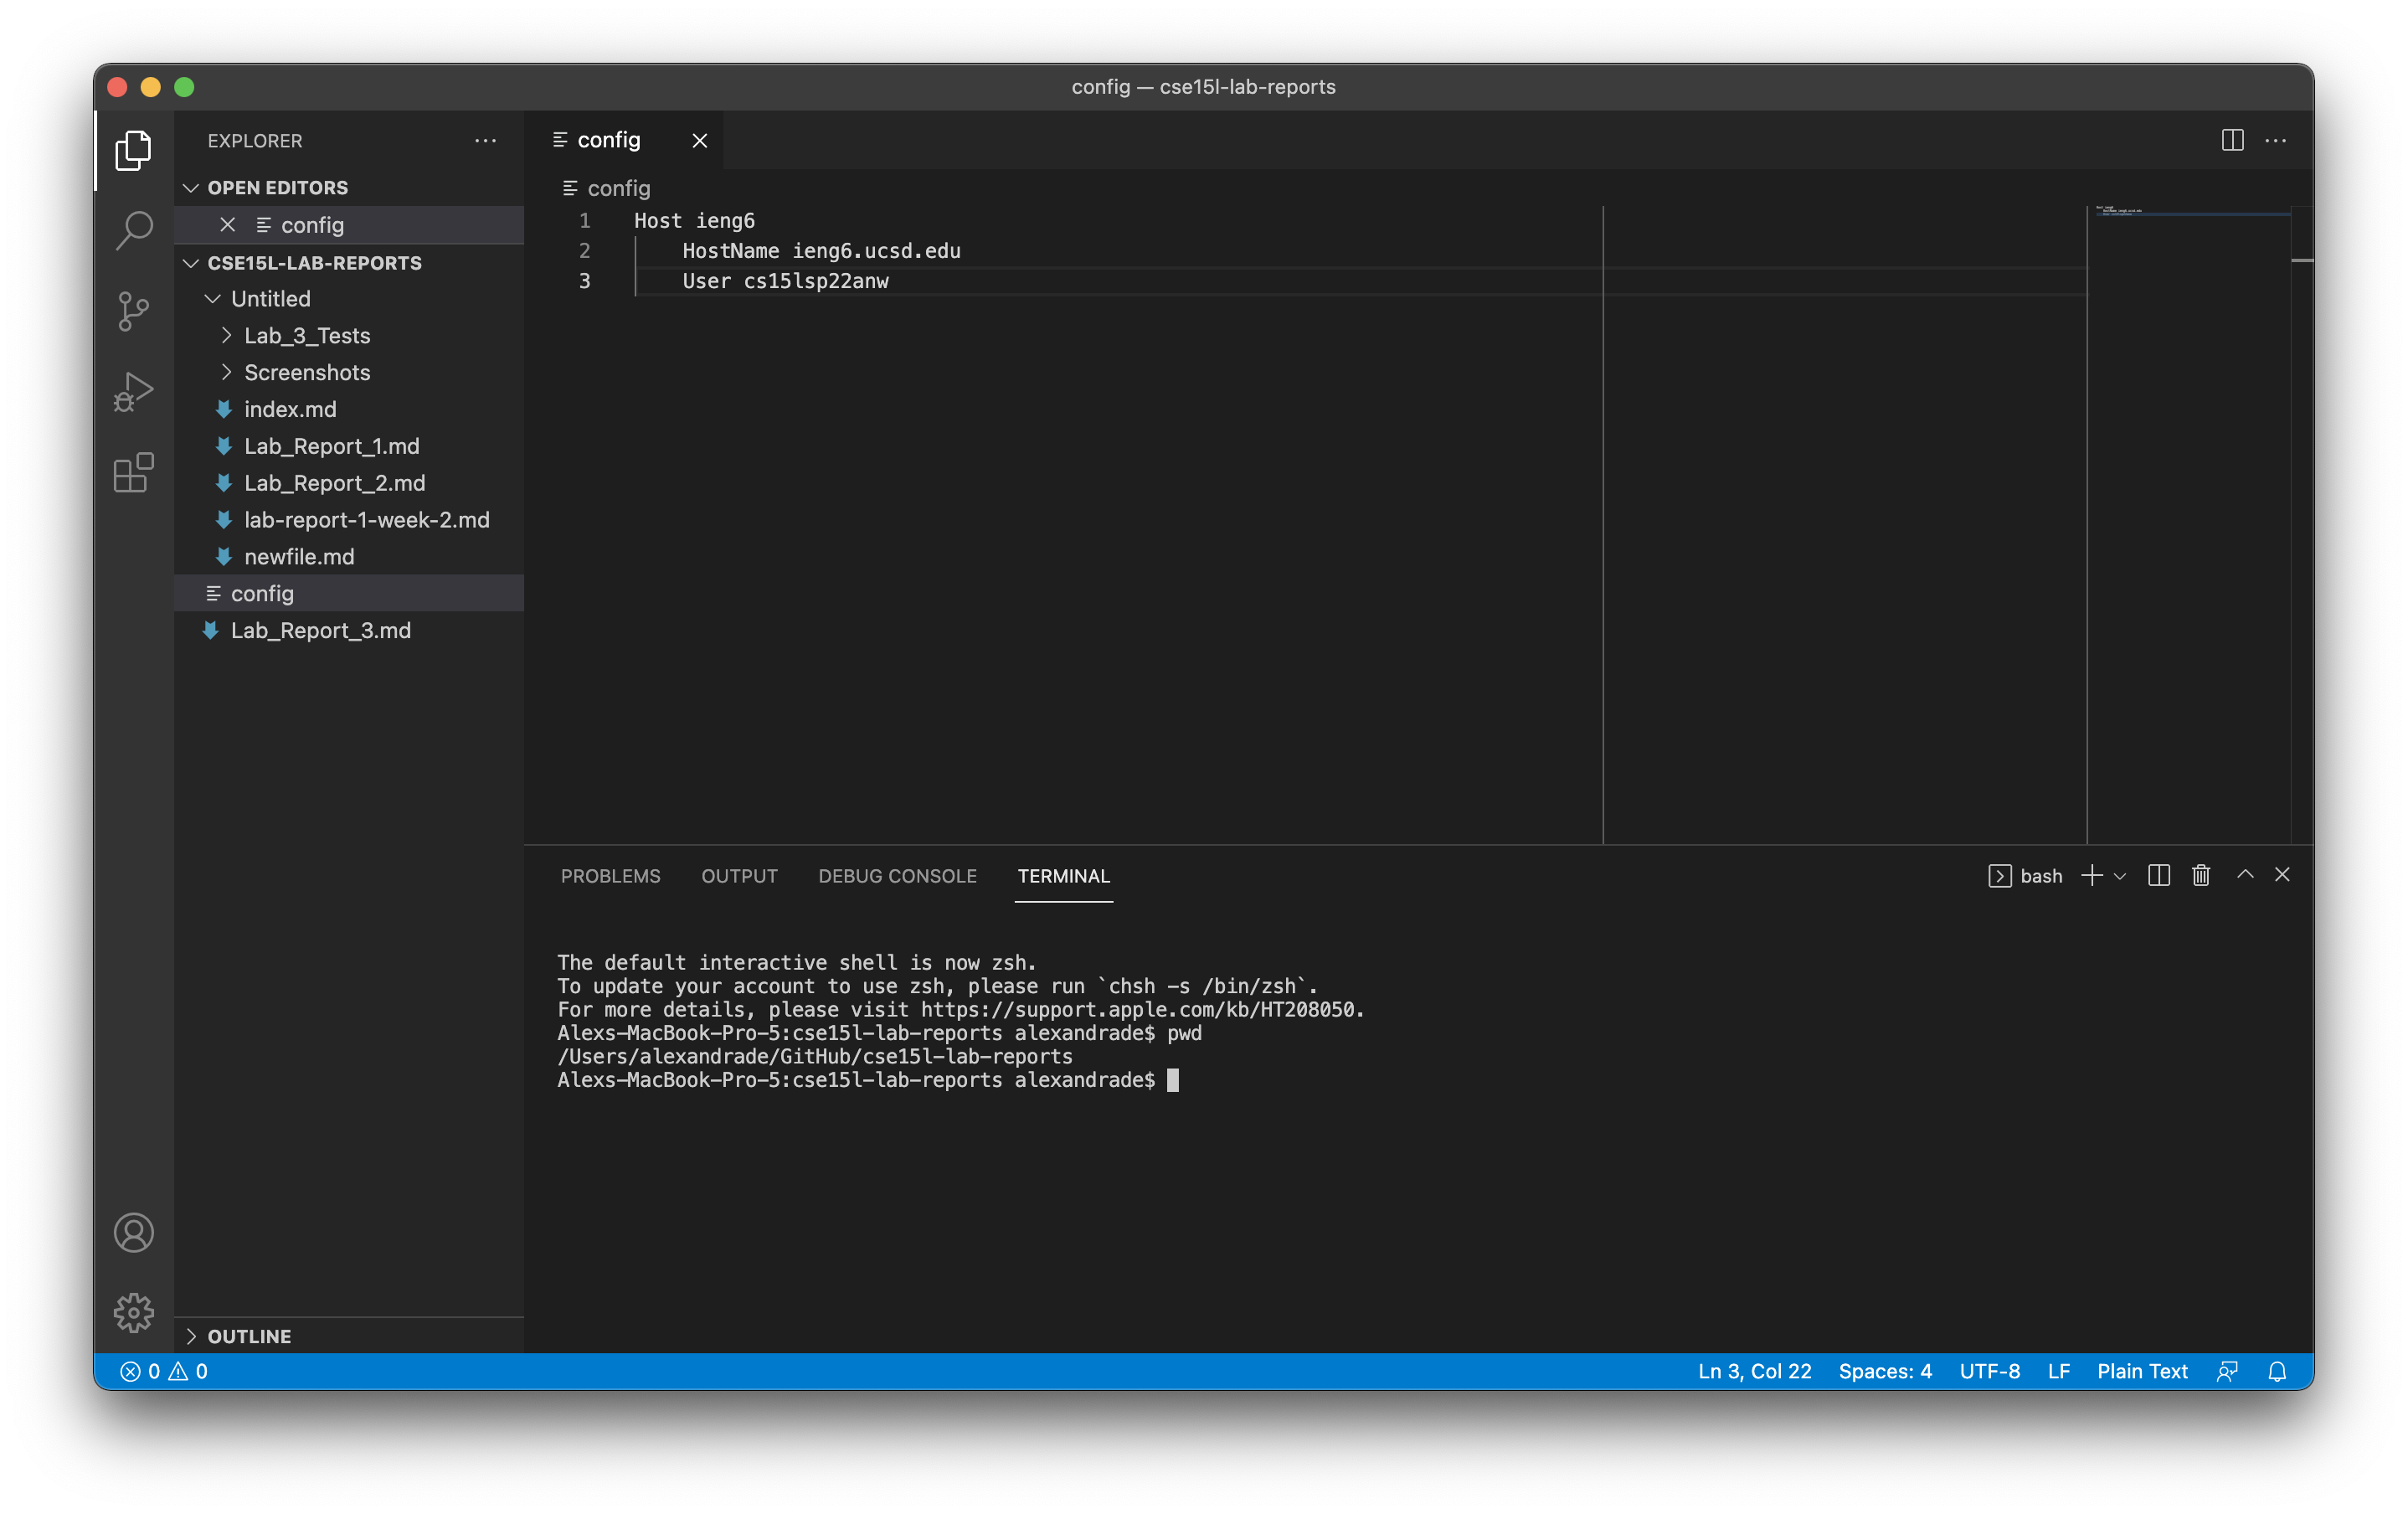 config — cse15l-lab-reports
EXPLORER
OPEN EDITORS
config
CSE15L-LAB-REPORTS
Untitled
Lab_3_Tests
Screenshots
index.md
Lab_Report_1.md
Lab_Report_2.md
lab-report-1-week-2.md
newfile.md
config
Lab_Report_3.md
OUTLINE
config
config
1 Host ieng6
2 HostName ieng6.ucsd.edu
3 User cs15lsp22anw
PROBLEMS OUTPUT DEBUG CONSOLE TERMINAL bash
The default interactive shell is now zsh.
To update your account to use zsh, please run `chsh -s /bin/zsh`.
For more details, please visit https://support.apple.com/kb/HT208050.
Alexs-MacBook-Pro-5:cse15l-lab-reports alexandrade$ pwd
/Users/alexandrade/GitHub/cse15l-lab-reports
Alexs-MacBook-Pro-5:cse15l-lab-reports alexandrade$
0 0 Ln 3, Col 22 Spaces: 4 UTF-8 LF Plain Text